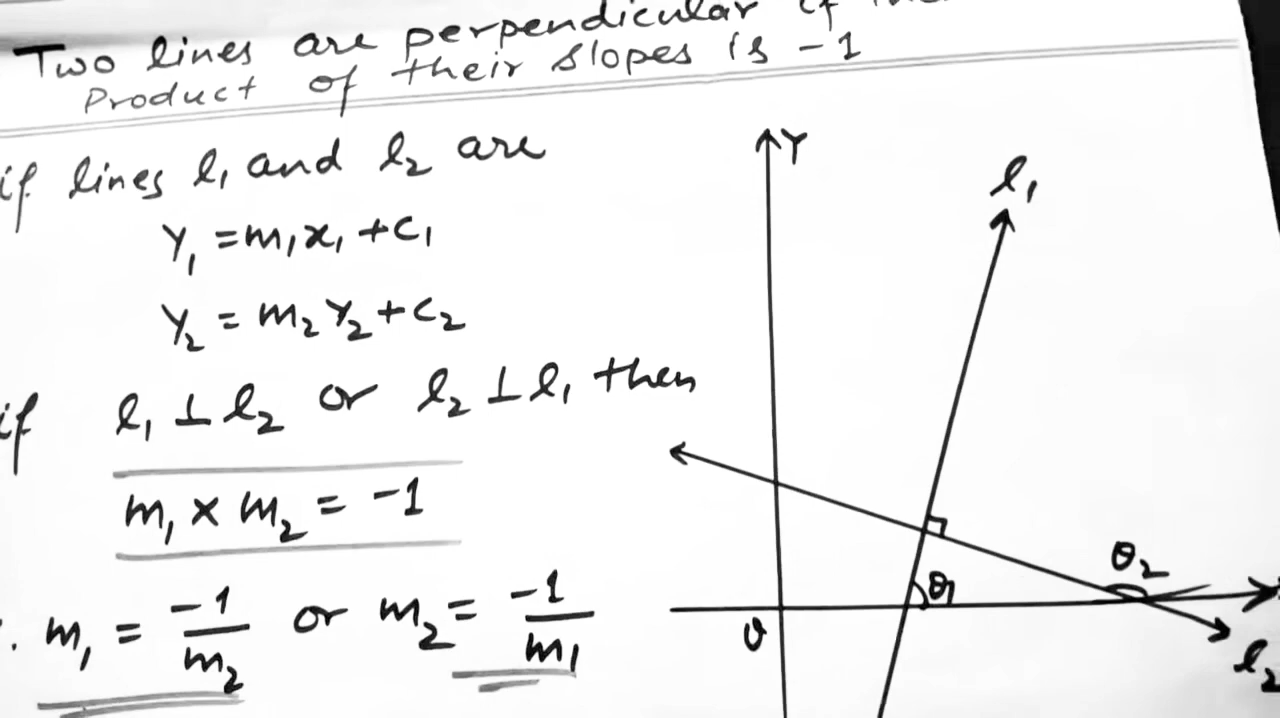 Two lines are perpendicular if
Product of their slopes is -1
if lines l₁ and l₂ are
Y₁ = m₁x₁ + c₁
Y₂ = m₂Y₂ + c₂
if l₁ ⊥ l₂ or l₂ ⊥ l₁ then
m₁ × m₂ = -1
m₁ = -1/m₂ or m₂ = -1/m₁
Y
l₁
θ₂
θ₁
O
l₂